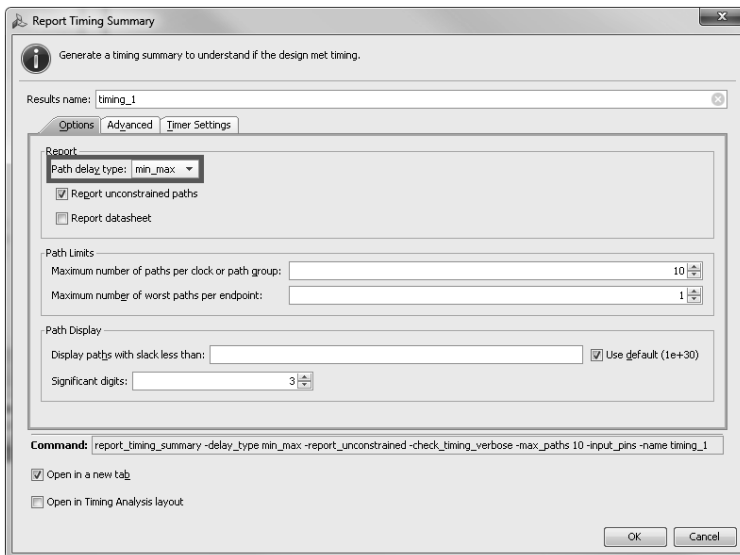 Report Timing Summary
Generate a timing summary to understand if the design met timing.
Results name: timing_1
Options Advanced Timer Settings
Report
Path delay type: min_max
Report unconstrained paths
Report datasheet
Path Limits
Maximum number of paths per clock or path group: 10
Maximum number of worst paths per endpoint: 1
Path Display
Display paths with slack less than: Use default (1e+30)
Significant digits: 3
Command: report_timing_summary -delay_type min_max -report_unconstrained -check_timing_verbose -max_paths 10 -input_pins -name timing_1
Open in a new tab
Open in Timing Analysis layout
OK Cancel